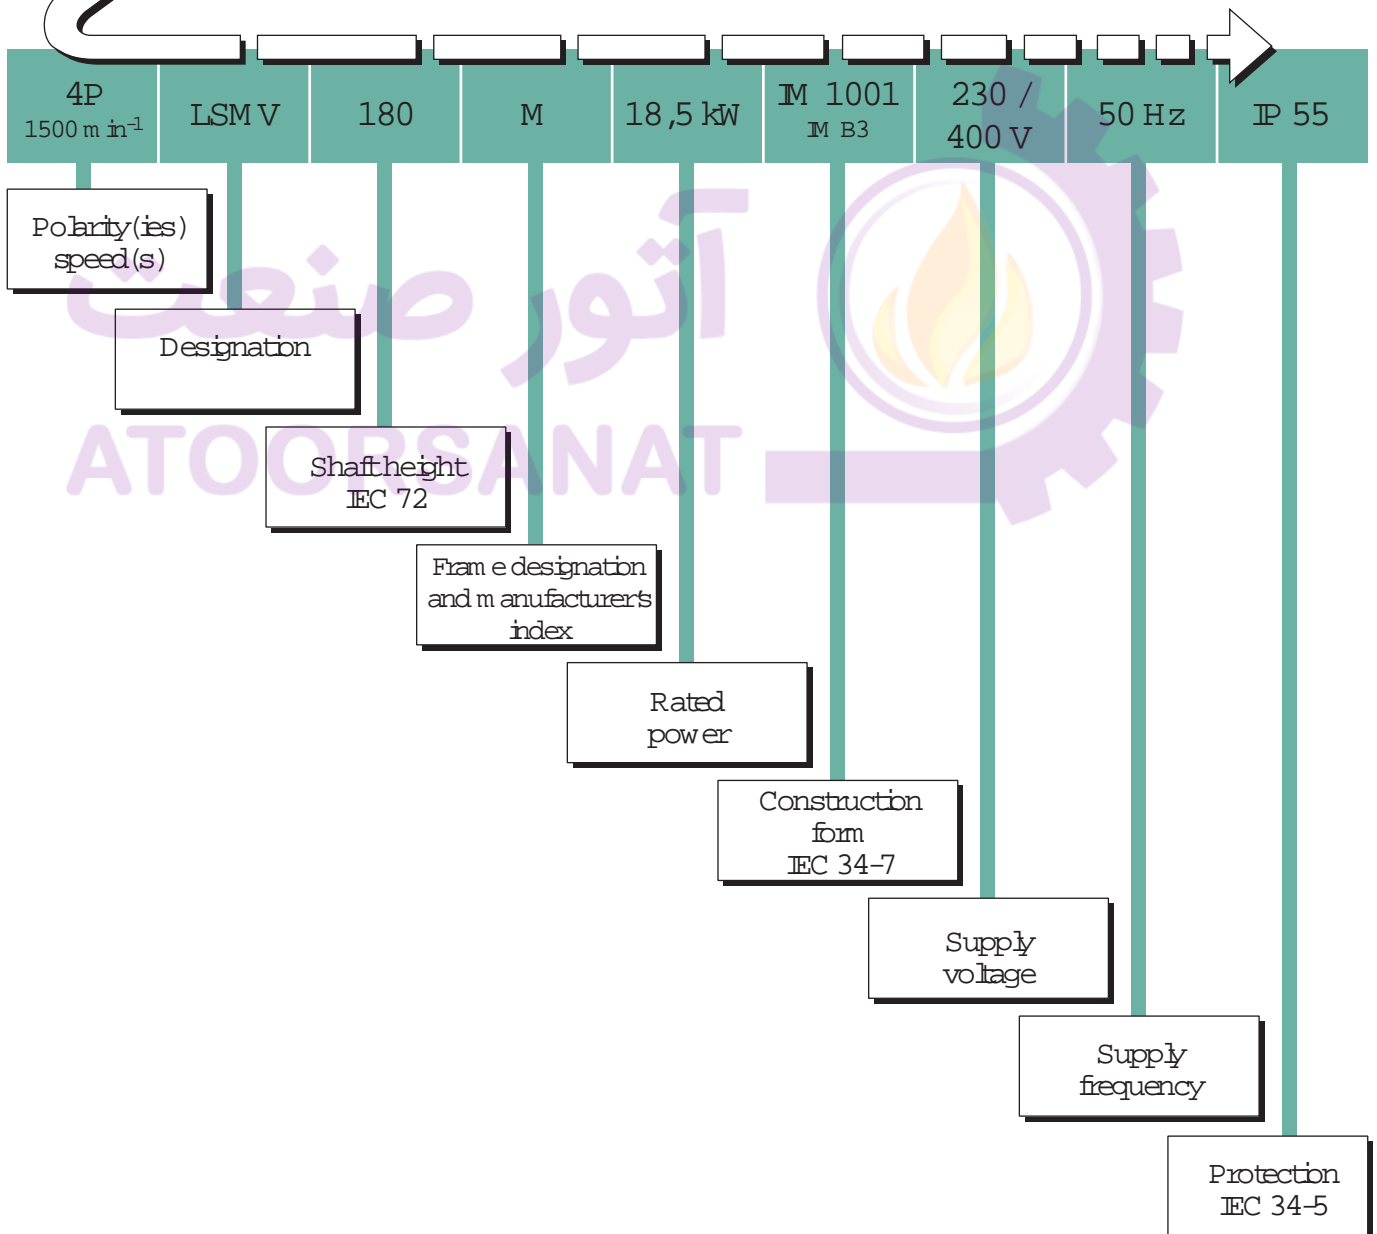 4P
1500 min-1
LSMV
180
M
18,5 kW
IM 1001
IM B3
230 /
400 V
50 Hz
IP 55
Polarity(ies)
speed(s)
Designation
Shaft height
IEC 72
Frame designation
and manufacturer's
index
Rated
power
Construction
form
IEC 34-7
Supply
voltage
Supply
frequency
Protection
IEC 34-5
آتور صنعت
ATOORSANAT